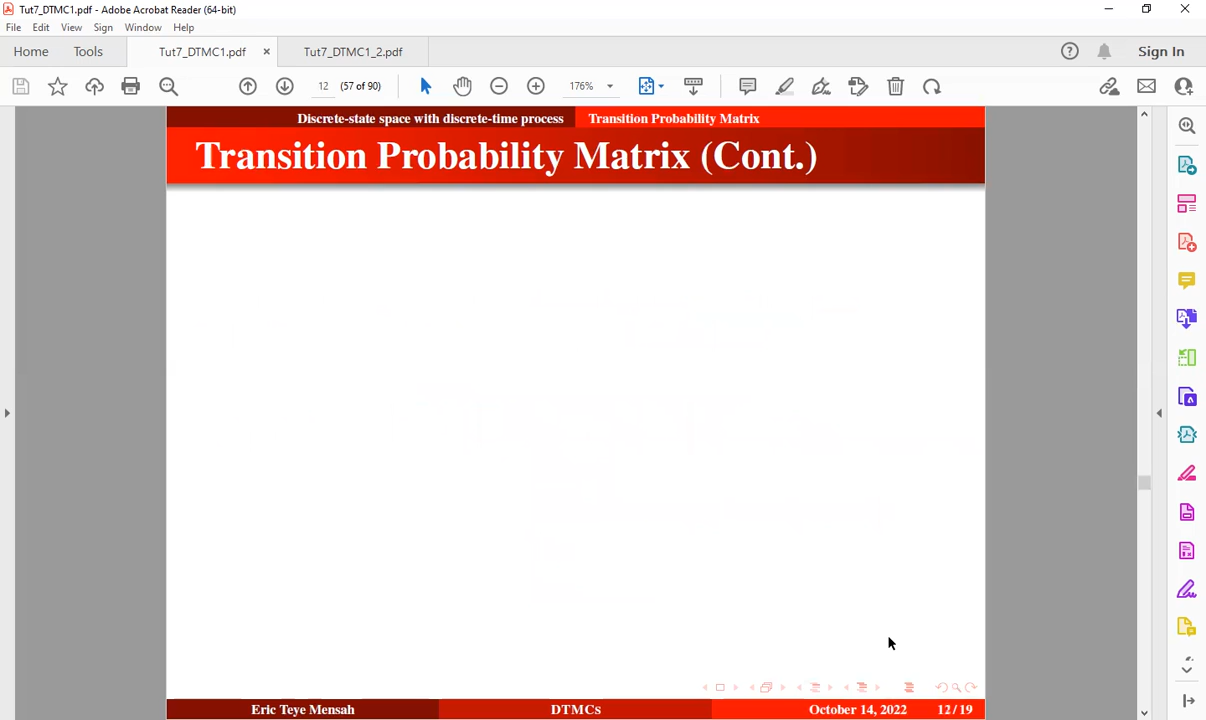 Tut7_DTMC1.pdf - Adobe Acrobat Reader (64-bit)
File Edit View Sign Window Help
Home Tools Tut7_DTMC1.pdf × Tut7_DTMC1_2.pdf Sign In
12 (57 of 90) 176%
Discrete-state space with discrete-time process Transition Probability Matrix
Transition Probability Matrix (Cont.)
Eric Teye Mensah DTMCs October 14, 2022 12/19